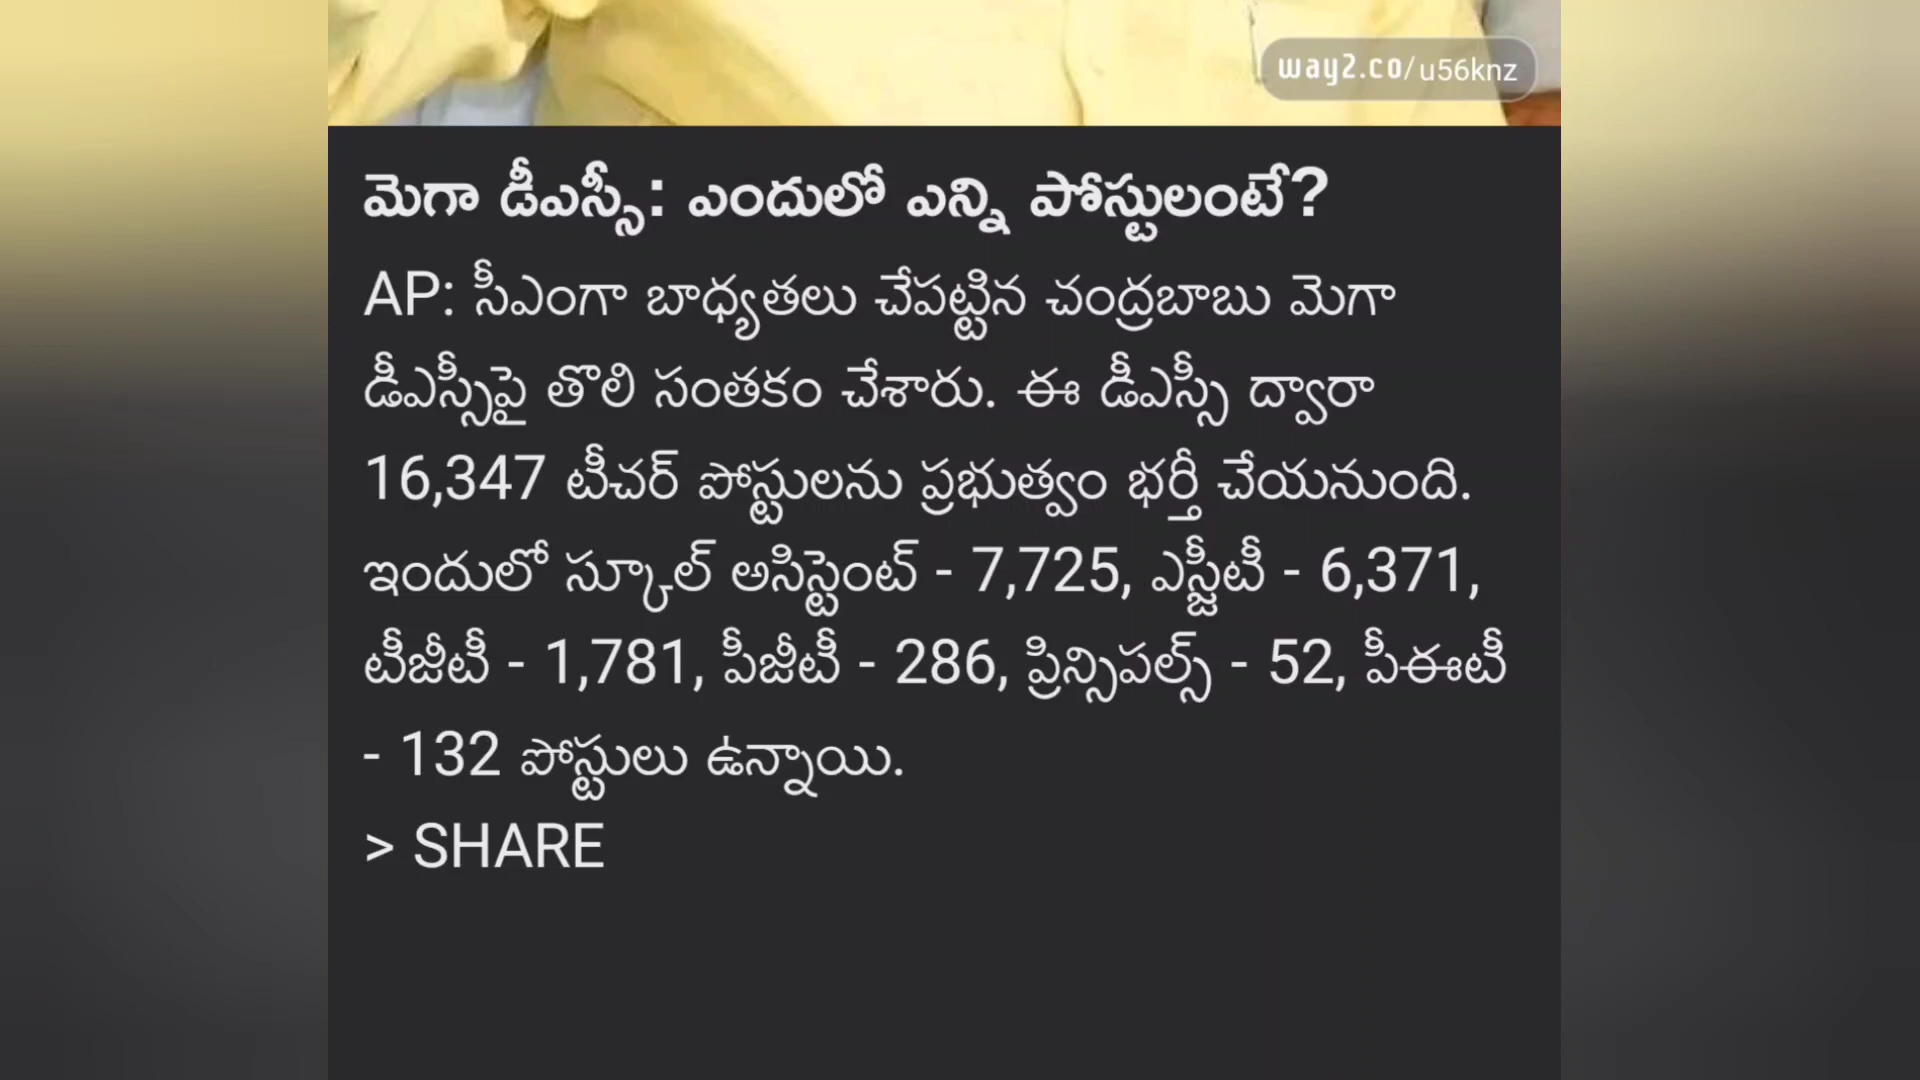 way2.co/u56knz
మెగా డీఎస్సీ: ఎందులో ఎన్ని పోస్టులంటే?
AP: సీఎంగా బాధ్యతలు చేపట్టిన చంద్రబాబు మెగా
డీఎస్సీపై తొలి సంతకం చేశారు. ఈ డీఎస్సీ ద్వారా
16,347 టీచర్ పోస్టులను ప్రభుత్వం భర్తీ చేయనుంది.
ఇందులో స్కూల్ అసిస్టెంట్ - 7,725, ఎస్జీటీ - 6,371,
టీజీటీ - 1,781, పీజీటీ - 286, ప్రిన్సిపల్స్ - 52, పీఈటీ
- 132 పోస్టులు ఉన్నాయి.
> SHARE